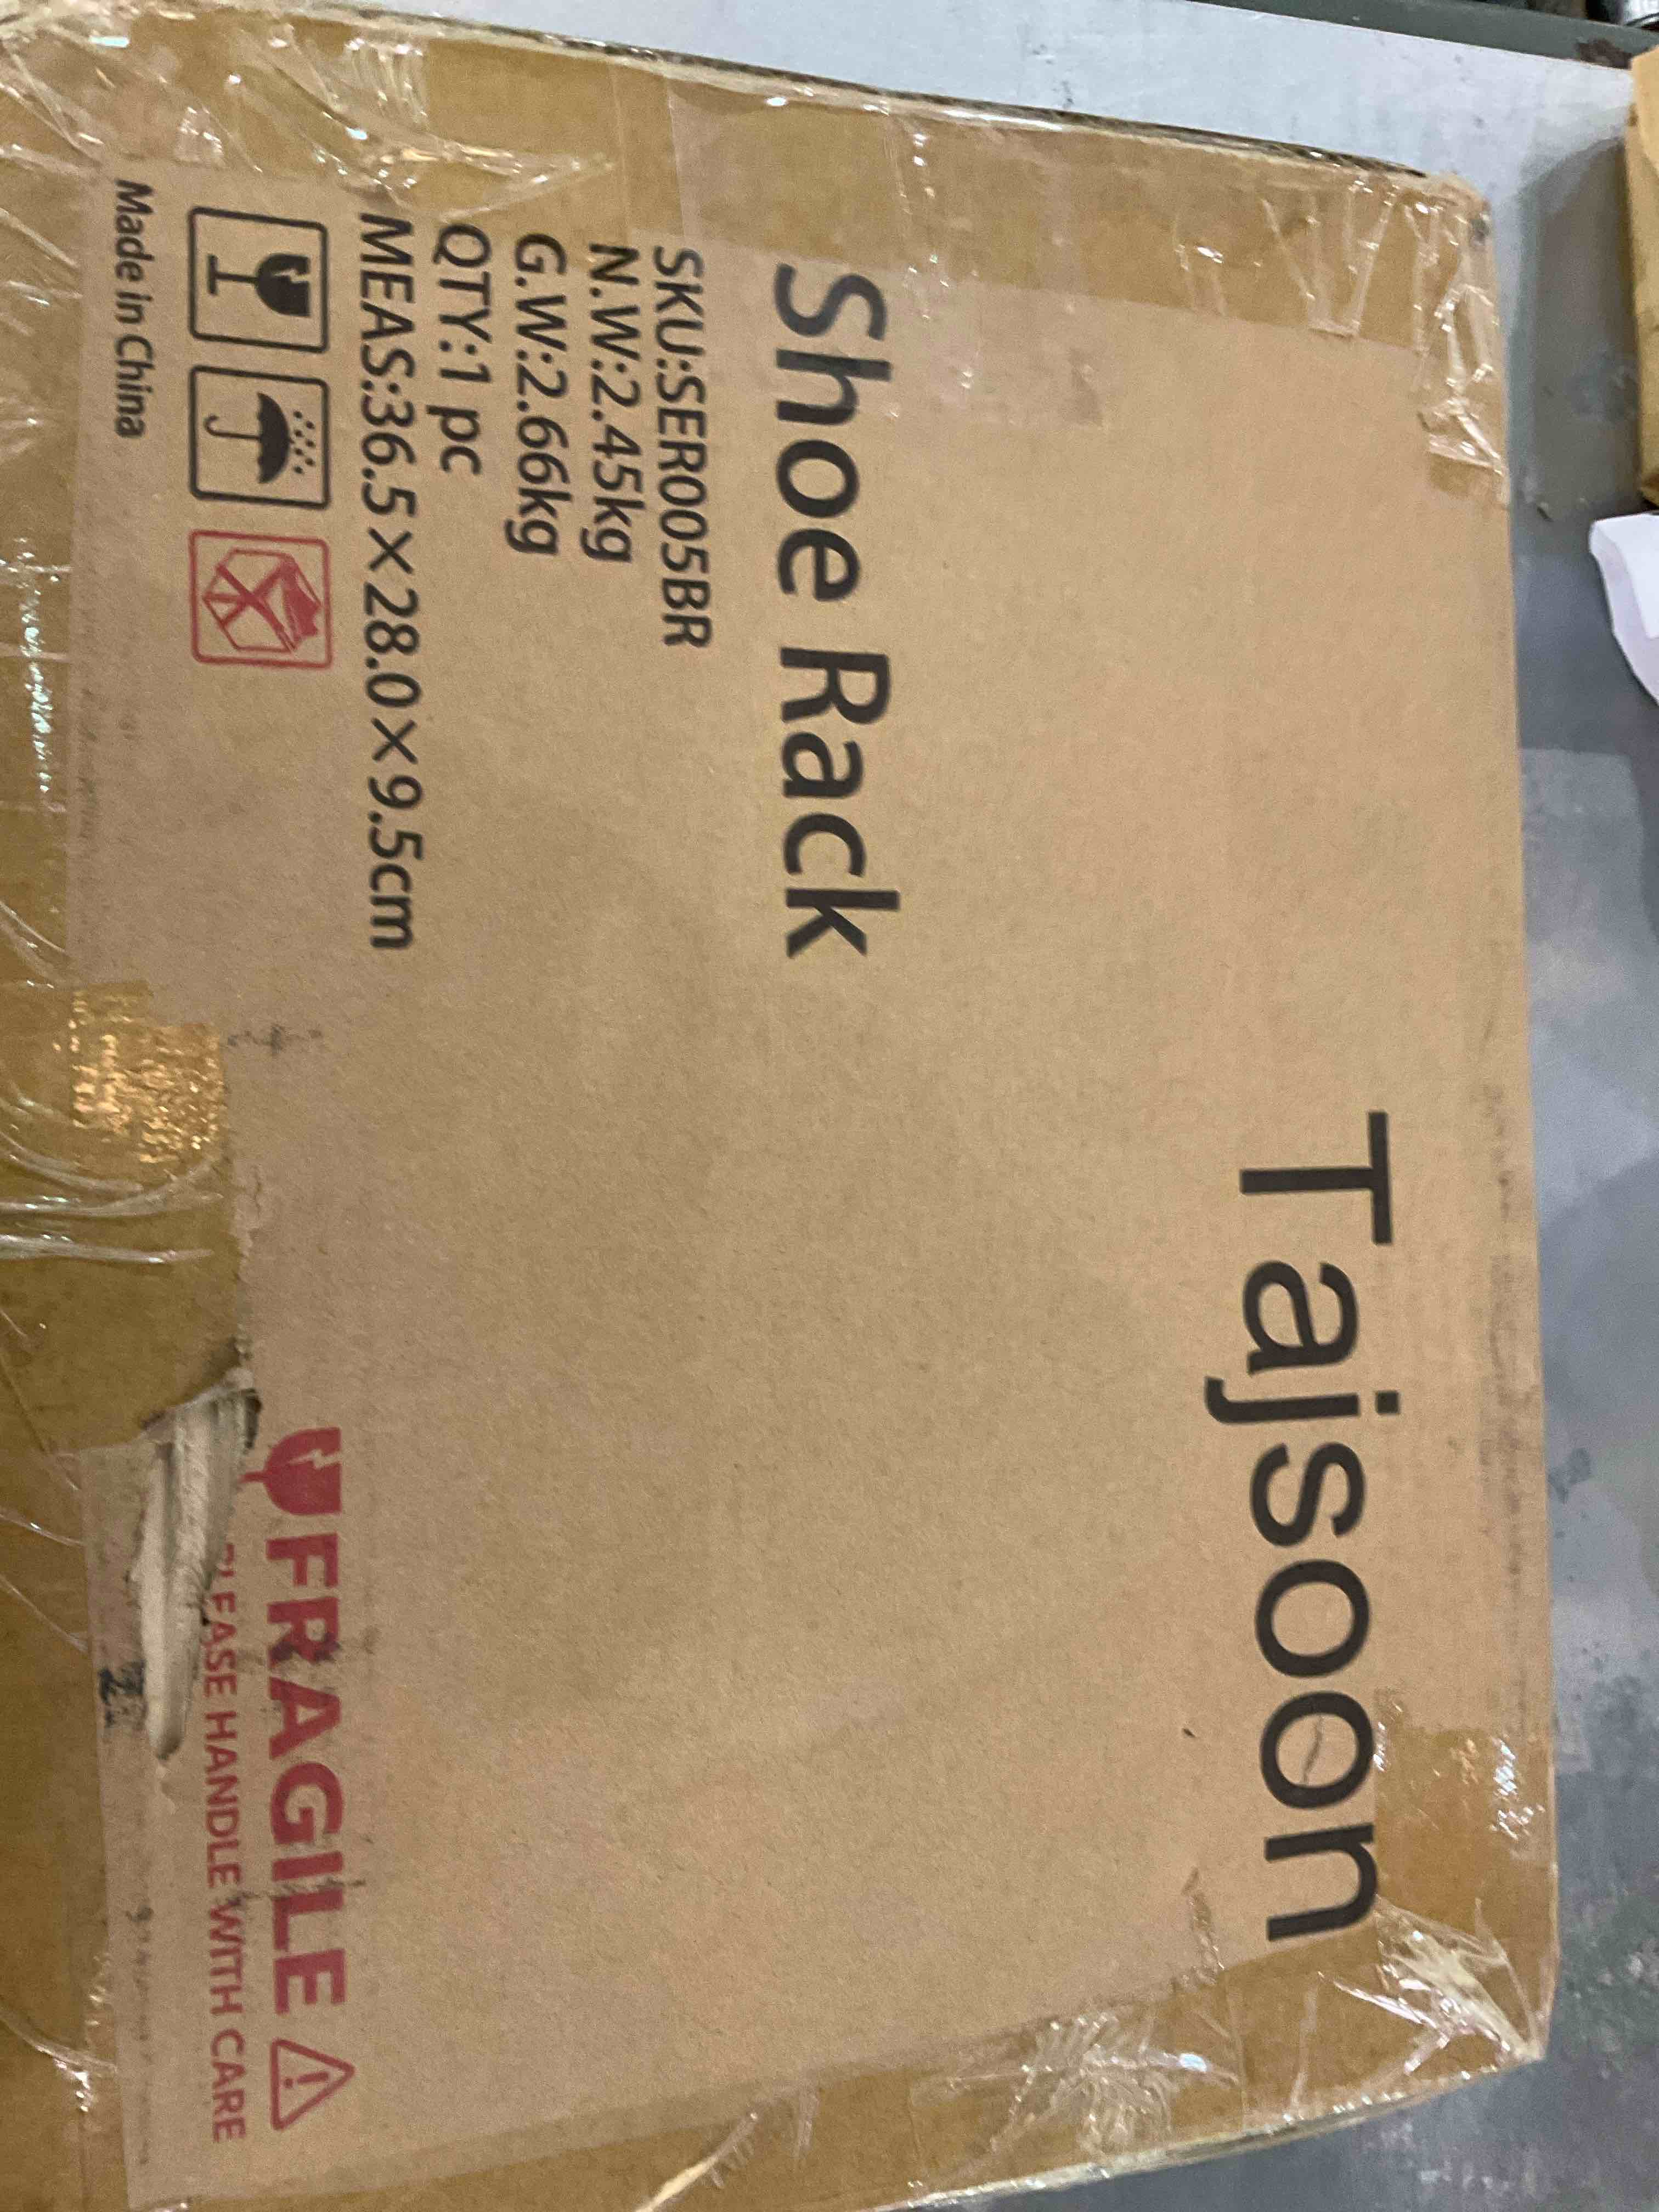 Tajsoon
Shoe Rack
SKU:SER005BR
N.W:2.45kg
G.W:2.66kg
QTY:1 pc
MEAS:36.5×28.0×9.5cm
Made in China
FRAGILE
PLEASE HANDLE WITH CARE